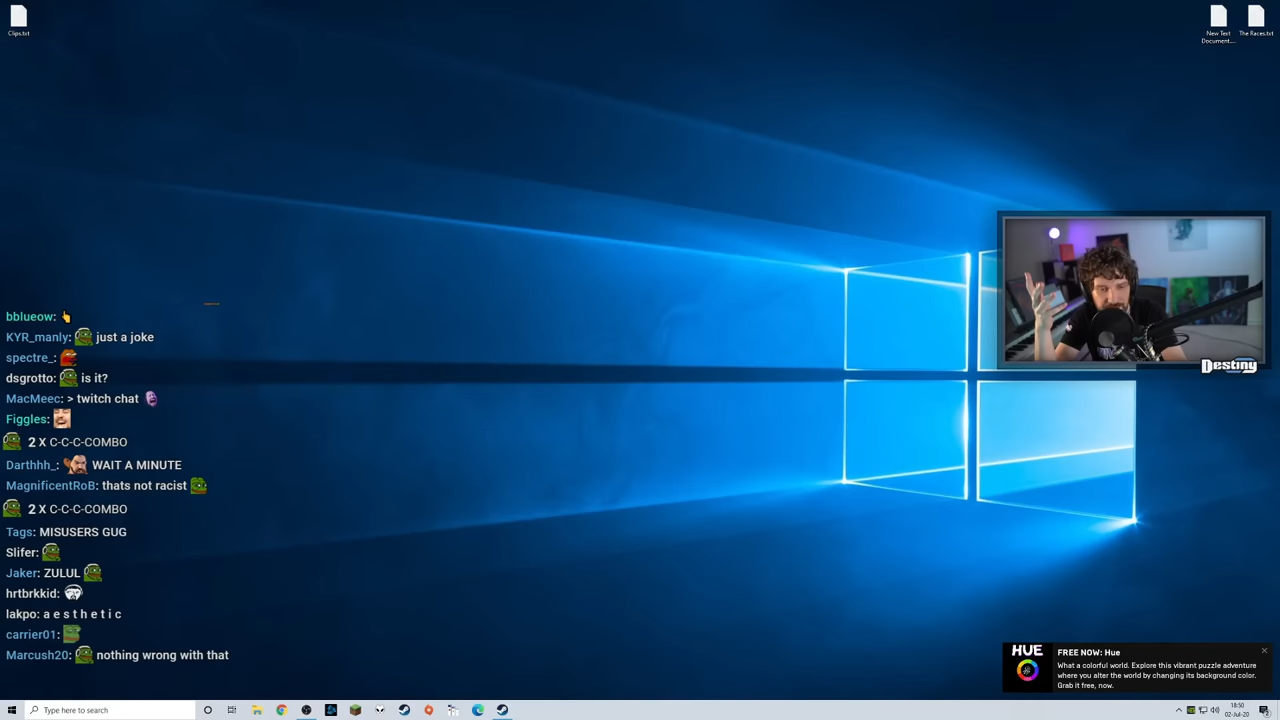 Clips.txt
New Text
Document....
The Races.txt
bblueow:
KYR_manly: just a joke
spectre_:
dsgrotto: is it?
MacMeec: > twitch chat
Figgles:
2 X C-C-C-COMBO
Darthhh_: WAIT A MINUTE
MagnificentRoB: thats not racist
2 X C-C-C-COMBO
Tags: MISUSERS GUG
Slifer:
Jaker: ZULUL
hrtbrkkid:
lakpo: a e s t h e t i c
carrier01:
Marcush20: nothing wrong with that
Destiny
HUE
FREE NOW: Hue
What a colorful world. Explore this vibrant puzzle adventure
where you alter the world by changing its background color.
Grab it free, now.
Type here to search
18:50
02-Jul-20